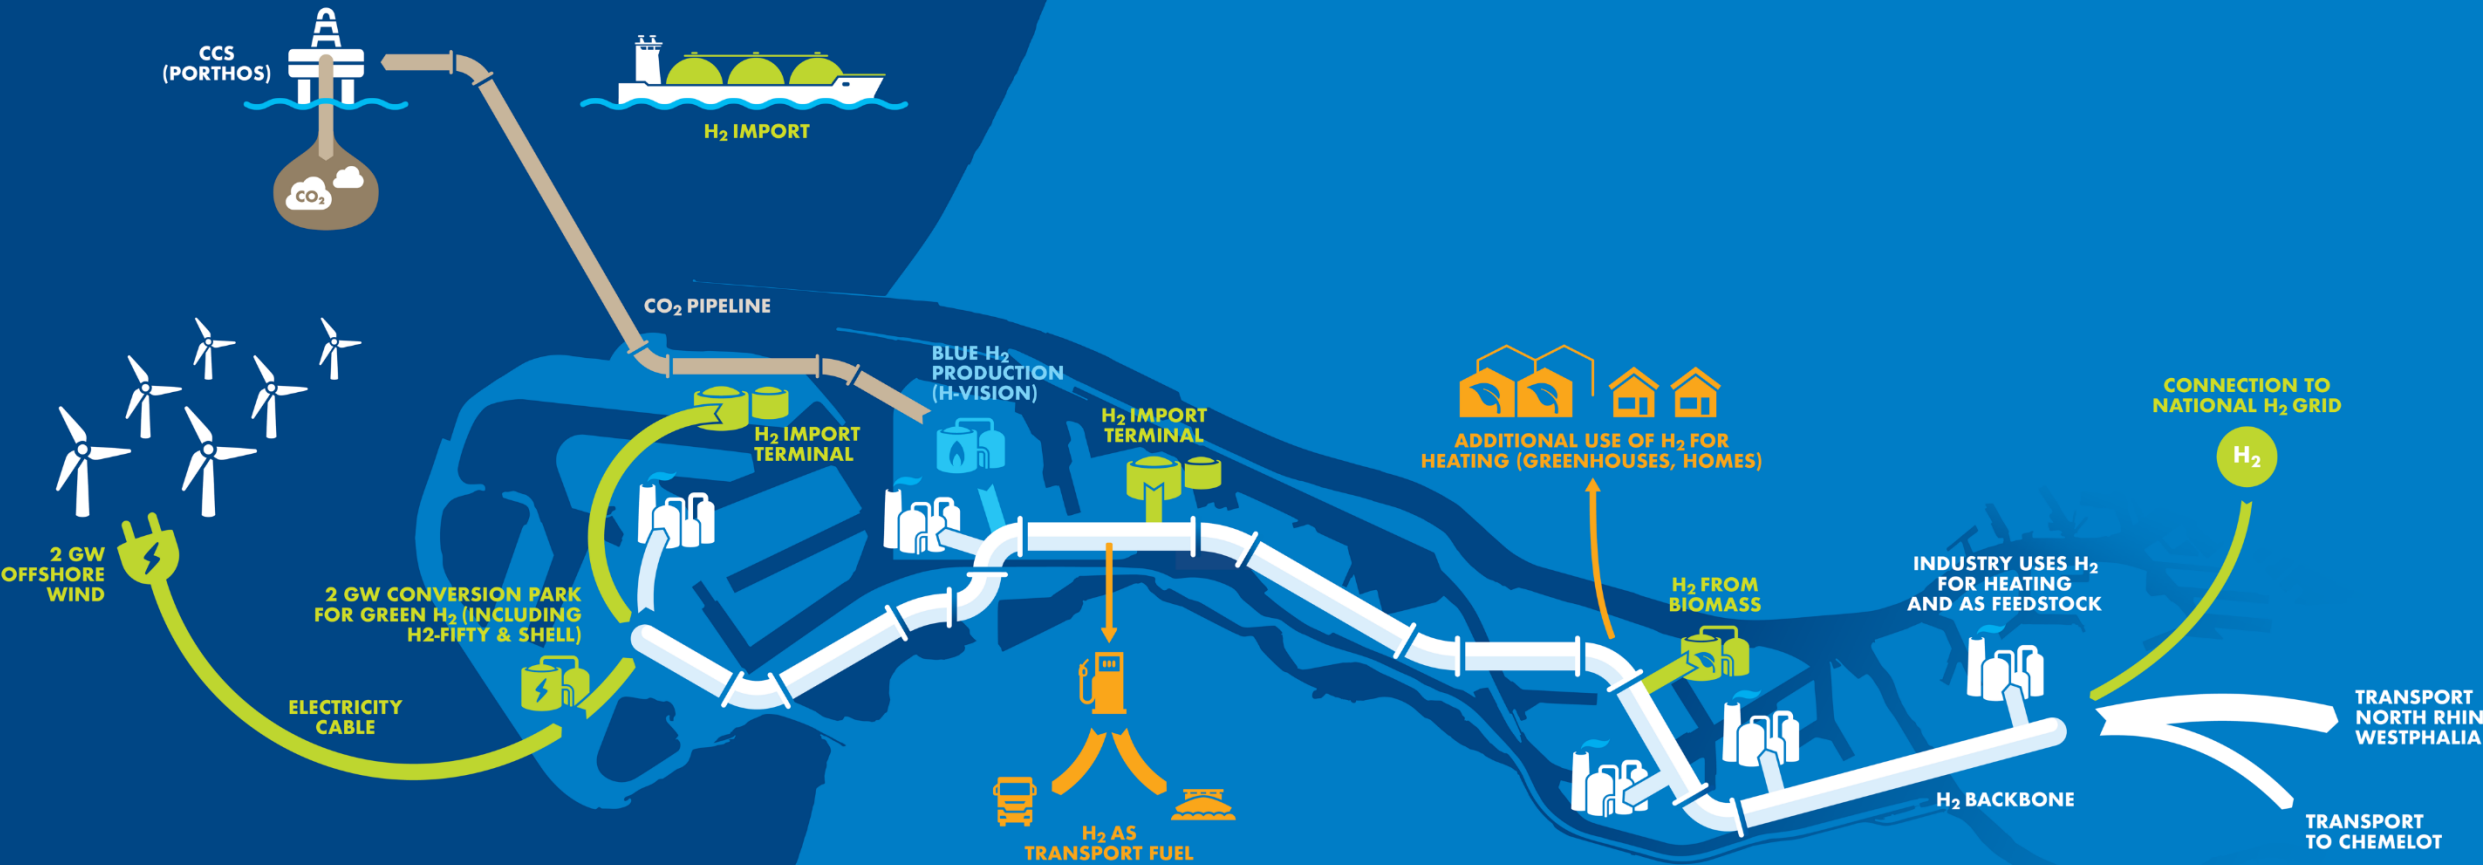 CCS
(PORTHOS)
CO₂
H₂ IMPORT
CO₂ PIPELINE
BLUE H₂
PRODUCTION
(H-VISION)
H₂ IMPORT
TERMINAL
H₂ IMPORT
TERMINAL
ADDITIONAL USE OF H₂ FOR
HEATING (GREENHOUSES, HOMES)
CONNECTION TO
NATIONAL H₂ GRID
H₂
2 GW
OFFSHORE
WIND
2 GW CONVERSION PARK
FOR GREEN H₂ (INCLUDING
H2-FIFTY & SHELL)
H₂ FROM
BIOMASS
INDUSTRY USES H₂
FOR HEATING
AND AS FEEDSTOCK
ELECTRICITY
CABLE
TRANSPORT
NORTH RHIN
WESTPHALIA
H₂ BACKBONE
H₂ AS
TRANSPORT FUEL
TRANSPORT
TO CHEMELOT